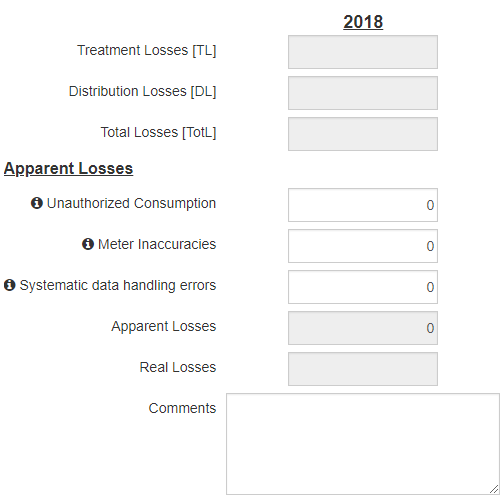 2018
Treatment Losses [TL]
Distribution Losses [DL]
Total Losses [TotL]
Apparent Losses
Unauthorized Consumption 0
Meter Inaccuracies 0
Systematic data handling errors 0
Apparent Losses 0
Real Losses
Comments